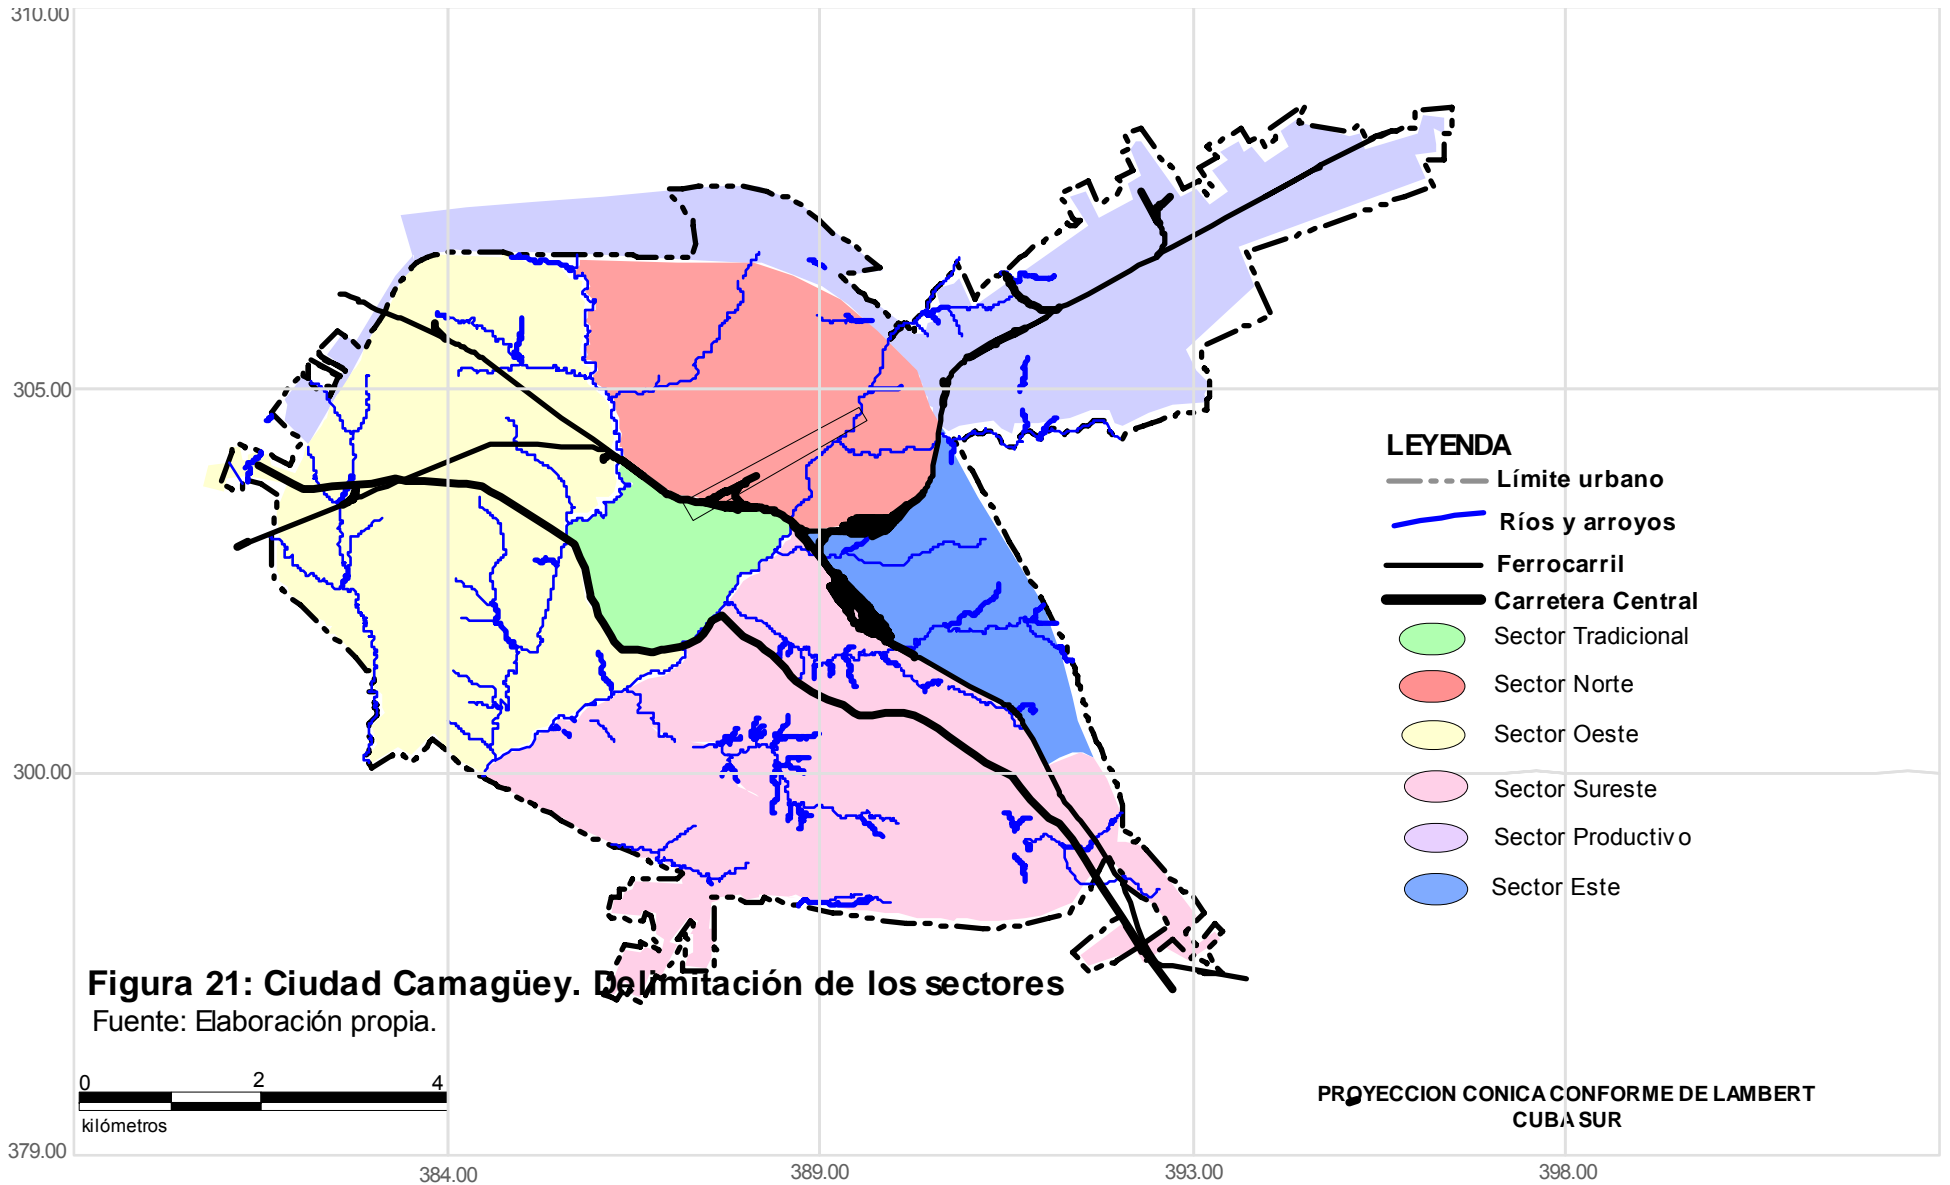 310.00
305.00
LEYENDA
Límite urbano
Ríos y arroyos
Ferrocarril
Carretera Central
Sector Tradicional
Sector Norte
Sector Oeste
300.00
Sector Sureste
Sector Productivo
Sector Este
Figura 21: Ciudad Camagüey. Delimitación de los sectores
Fuente: Elaboración propia.
0 2 4
kilómetros
PROYECCION CONICA CONFORME DE LAMBERT
CUBA SUR
379.00
384.00 389.00 393.00 398.00